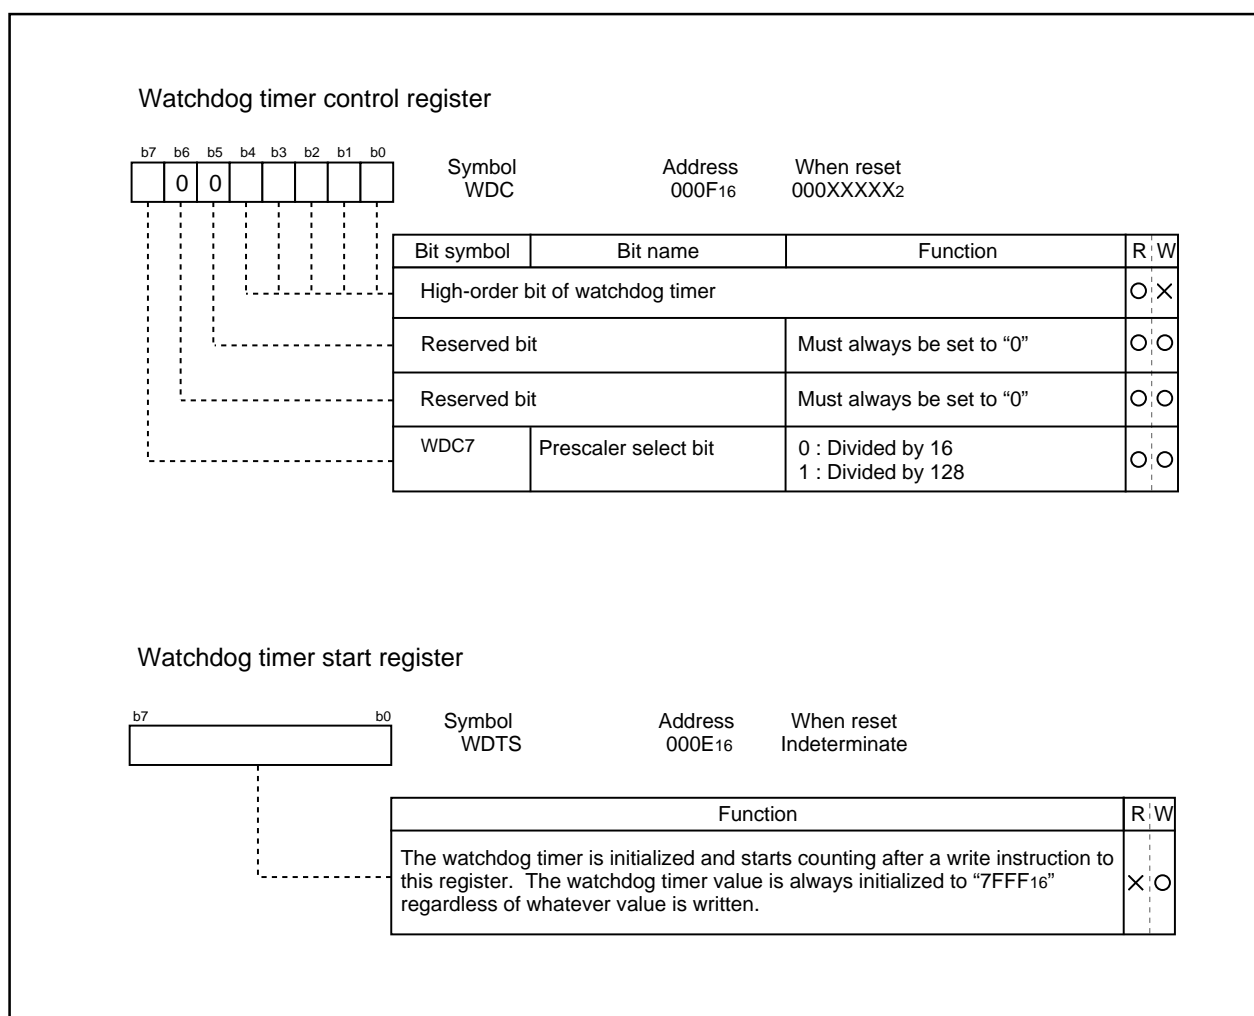 Watchdog timer control register
b7 b6 b5 b4 b3 b2 b1 b0
0 0
Symbol Address When reset
WDC 000F16 000XXXXX2
Bit symbol Bit name Function R W
High-order bit of watchdog timer
Reserved bit Must always be set to “0”
Reserved bit Must always be set to “0”
WDC7 Prescaler select bit 0 : Divided by 16
1 : Divided by 128
Watchdog timer start register
b7 b0
Symbol Address When reset
WDTS 000E16 Indeterminate
Function R W
The watchdog timer is initialized and starts counting after a write instruction to
this register. The watchdog timer value is always initialized to “7FFF16”
regardless of whatever value is written.